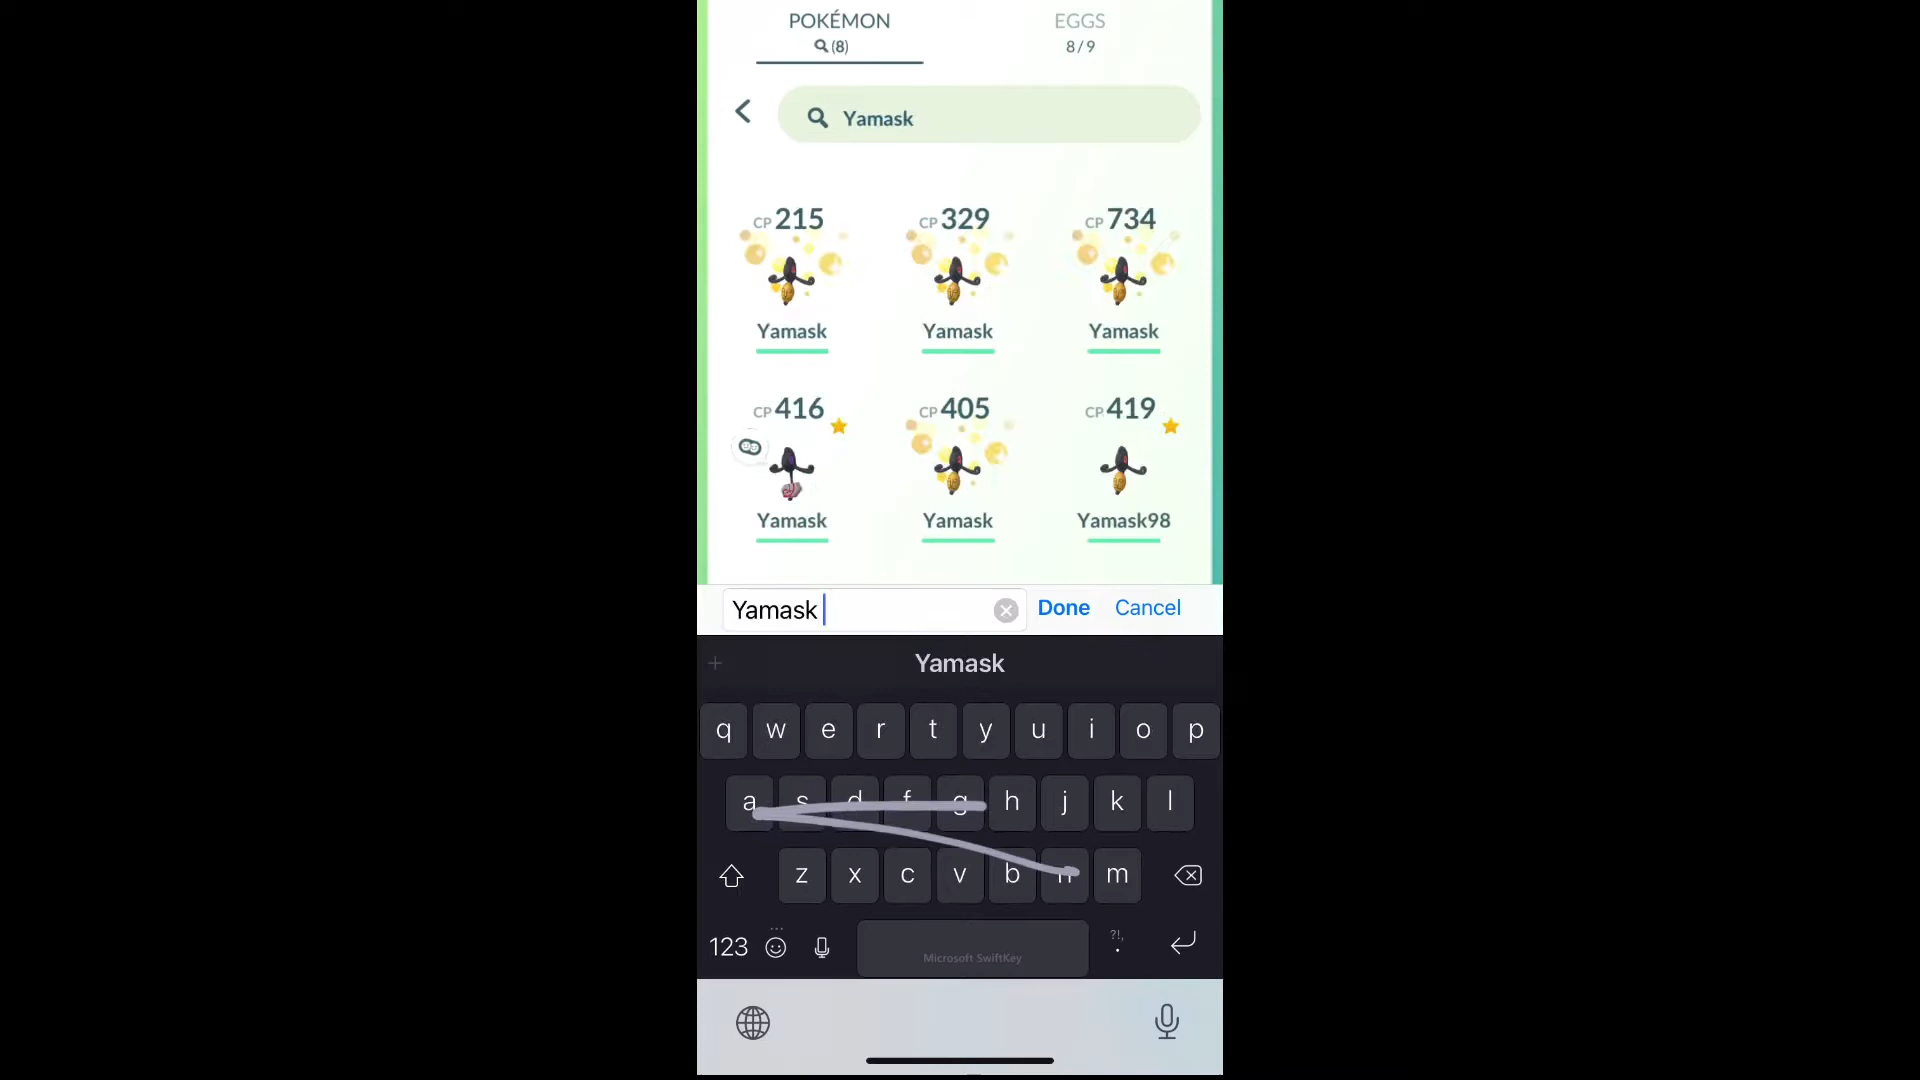 POKÉMON
(8)
EGGS
8/9
Yamask
CP 215
CP 329
CP 734
Yamask
Yamask
Yamask
CP 416
CP 405
CP 419
Yamask
Yamask
Yamask98
Yamask
Done
Cancel
Yamask
q w e r t y u i o p
a s d f g h j k l
z x c v b n m
123
?!,
.
Microsoft SwiftKey